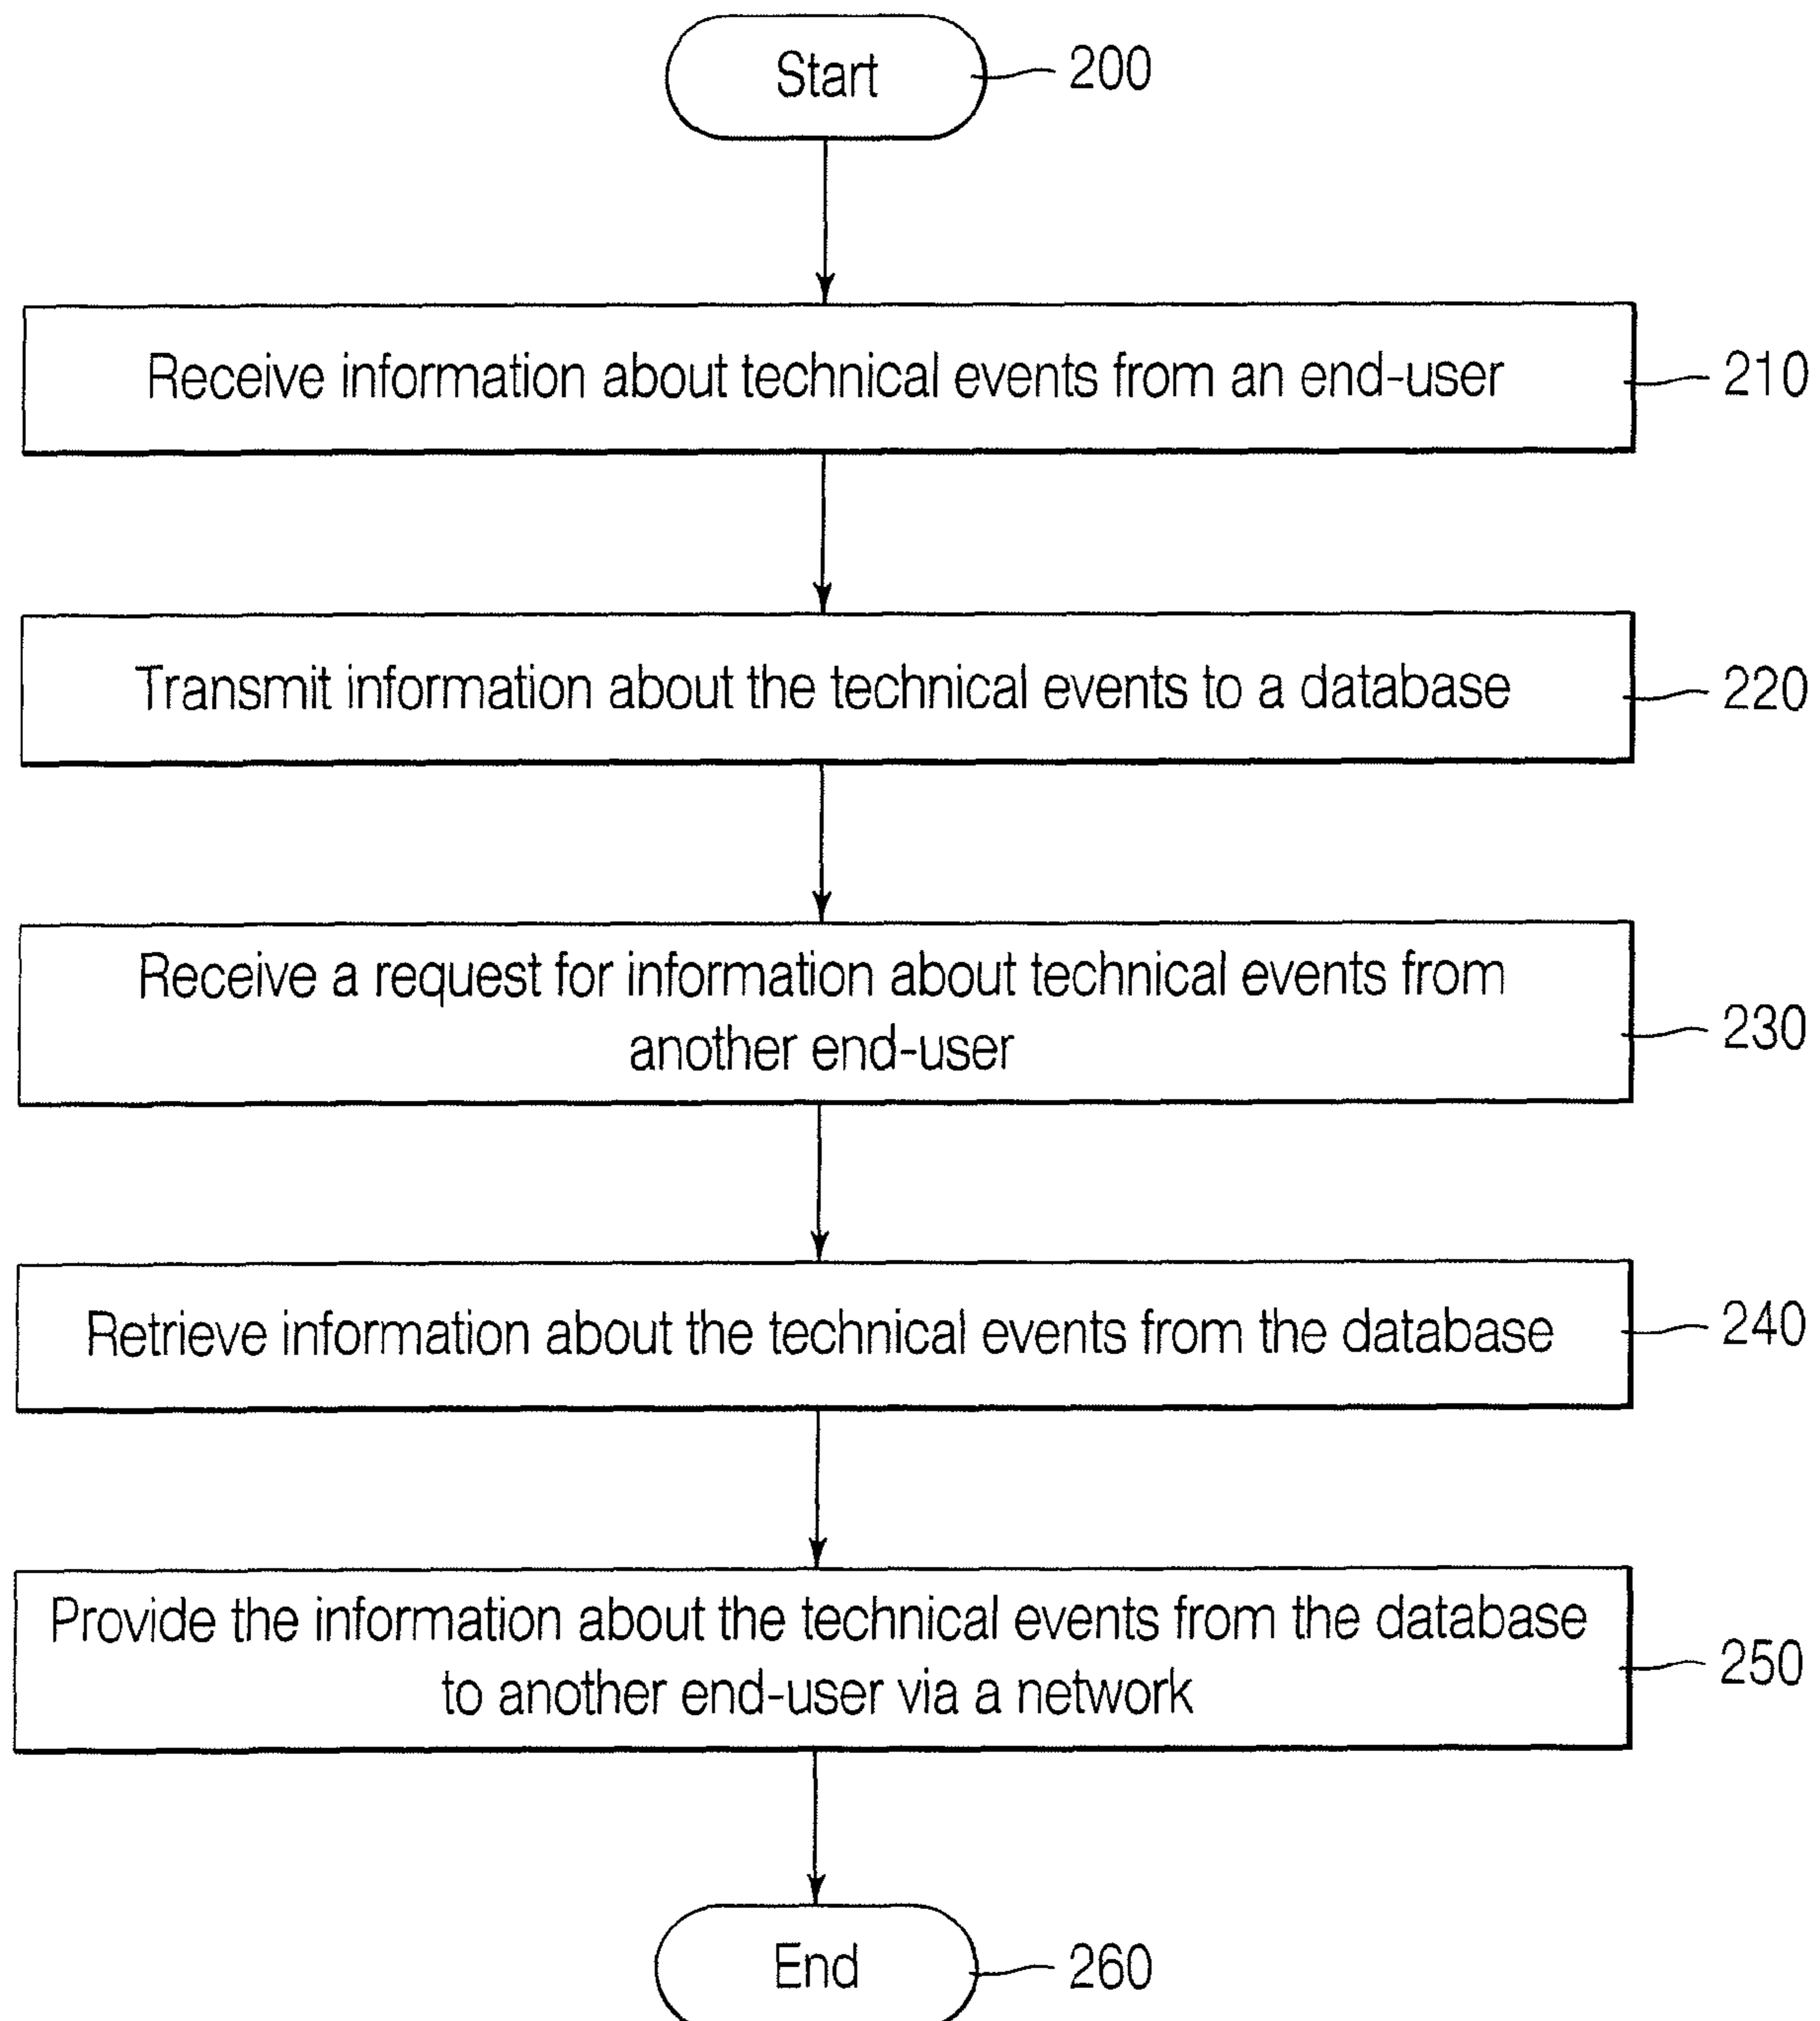 Start
200
Receive information about technical events from an end-user
210
Transmit information about the technical events to a database
220
Receive a request for information about technical events from
another end-user
230
Retrieve information about the technical events from the database
240
Provide the information about the technical events from the database
to another end-user via a network
250
End
260